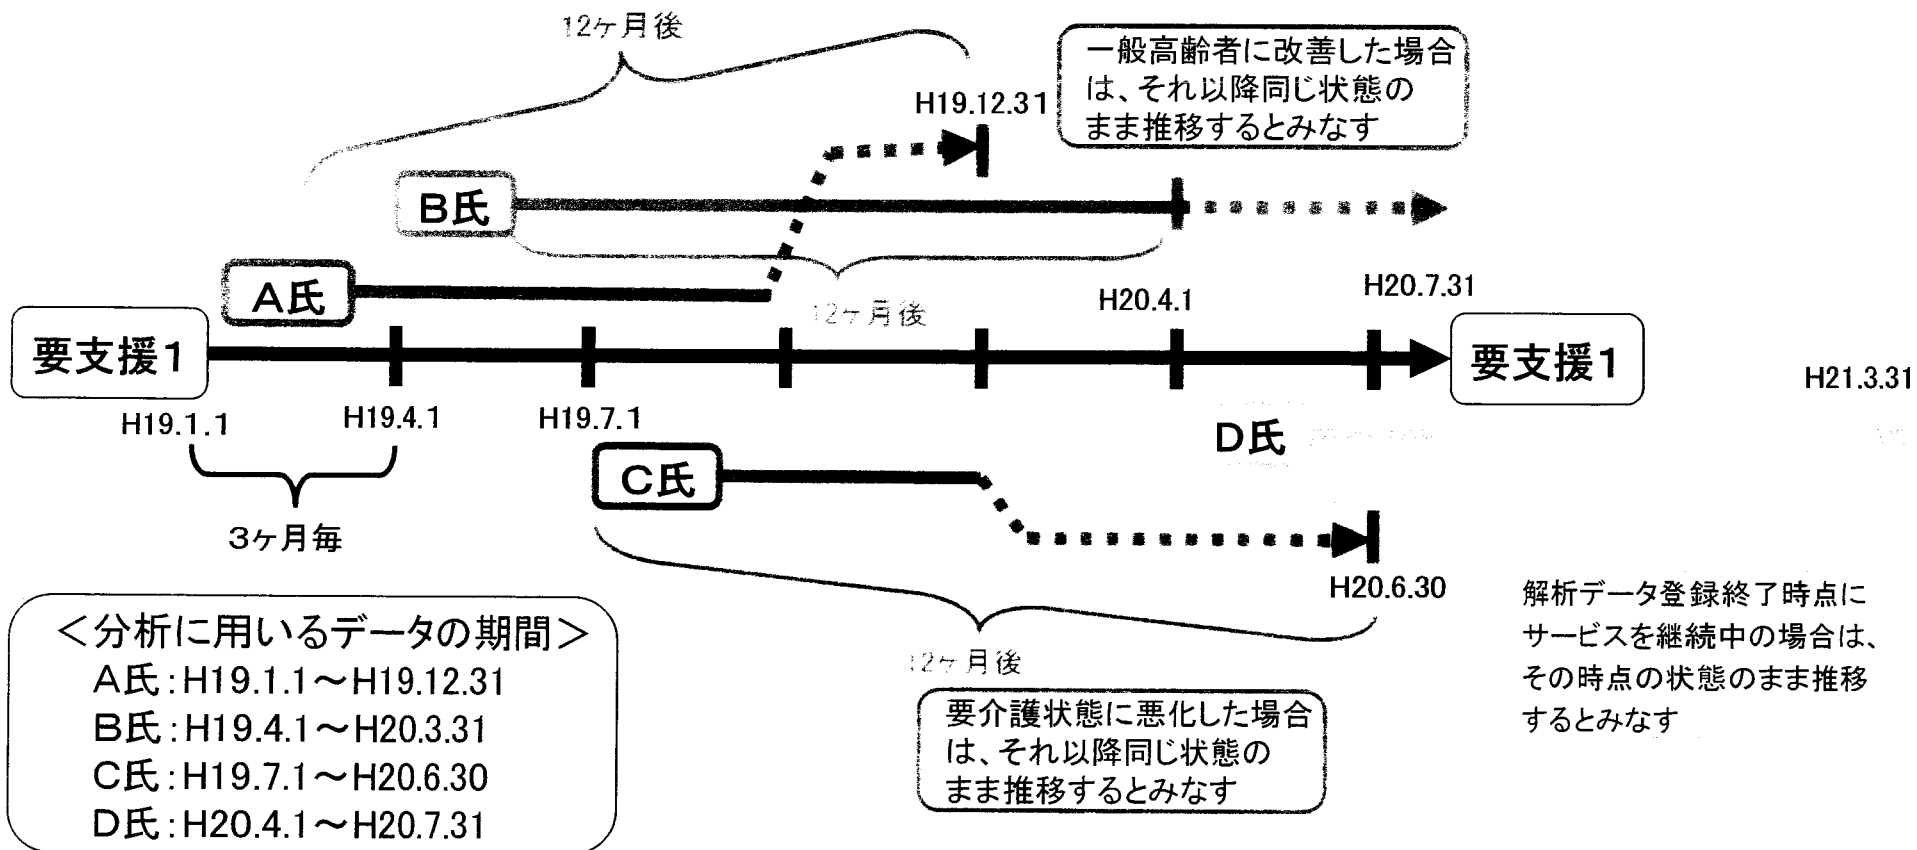 12ヶ月後
一般高齢者に改善した場合
は、それ以降同じ状態の
まま推移するとみなす
H19.12.31
B氏
A氏
12ヶ月後
H20.4.1
H20.7.31
要支援1
要支援1
H21.3.31
H19.1.1
H19.4.1
H19.7.1
D氏
C氏
3ヶ月毎
H20.6.30
12ヶ月後
要介護状態に悪化した場合
は、それ以降同じ状態の
まま推移するとみなす
解析データ登録終了時点に
サービスを継続中の場合は、
その時点の状態のまま推移
するとみなす
＜分析に用いるデータの期間＞
A氏:H19.1.1～H19.12.31
B氏:H19.4.1～H20.3.31
C氏:H19.7.1～H20.6.30
D氏:H20.4.1～H20.7.31